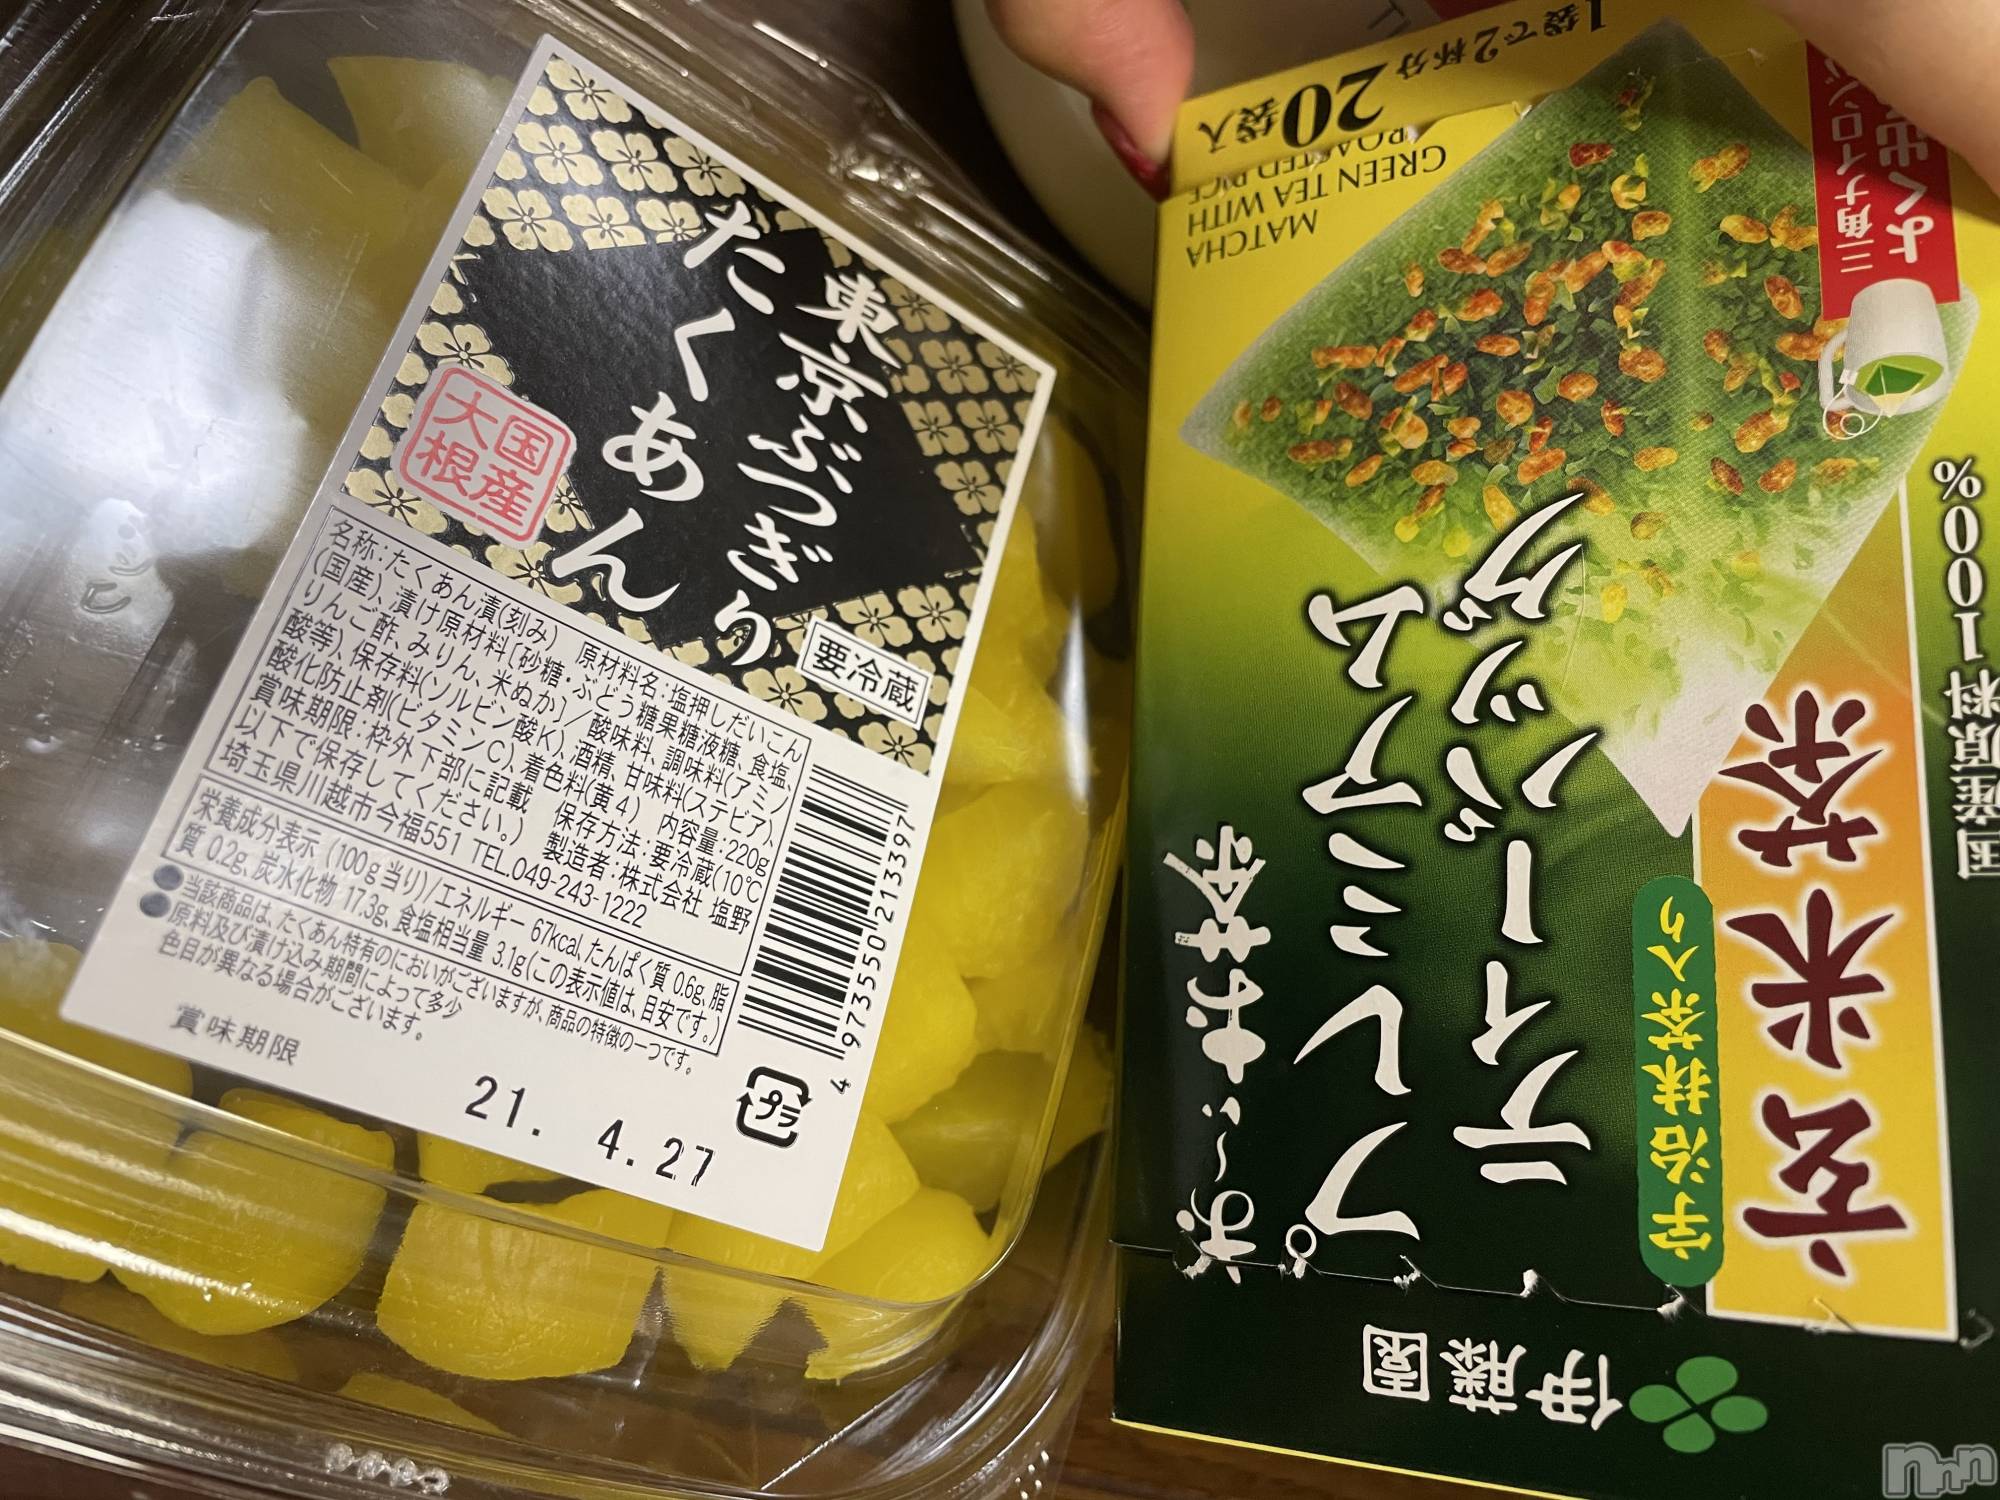 東京ぶつぎり
たくあん
国産
大根
要冷蔵
名称:たくあん漬(刻み) 原材料名:塩押しだいこん
(国産)、漬け原材料〔砂糖・ぶどう糖果糖液糖、食塩、
りんご酢、みりん、米ぬか〕/酸味料、調味料(アミノ
酸等)、保存料(ソルビン酸K)、酒精、甘味料(ステビア)、
酸化防止剤(ビタミンC)、着色料(黄4) 内容量:220g
賞味期限:枠外下部に記載 保存方法:要冷蔵(10℃
以下で保存してください。) 製造者:株式会社 塩野
埼玉県川越市今福551 TEL.049-243-1222
栄養成分表示(100g当り)/エネルギー 67kcal、たんぱく質 0.6g、脂
質 0.2g、炭水化物 17.3g、食塩相当量 3.1g(この表示値は、目安です。)
●当該商品は、たくあん特有のにおいがございますが、商品の特徴の一つです。
●原料及び漬け込み期間によって多少
色目が異なる場合がございます。
賞味期限
21. 4.27
プラ
4973550213397
1袋で2杯分
20袋入
MATCHA
GREEN TEA WITH
ROASTED RICE
三角ナイロン
よく出
国産原料100%
お〜いお茶
プレミアム
ティーバッグ
宇治抹茶入り
玄米茶
伊藤園